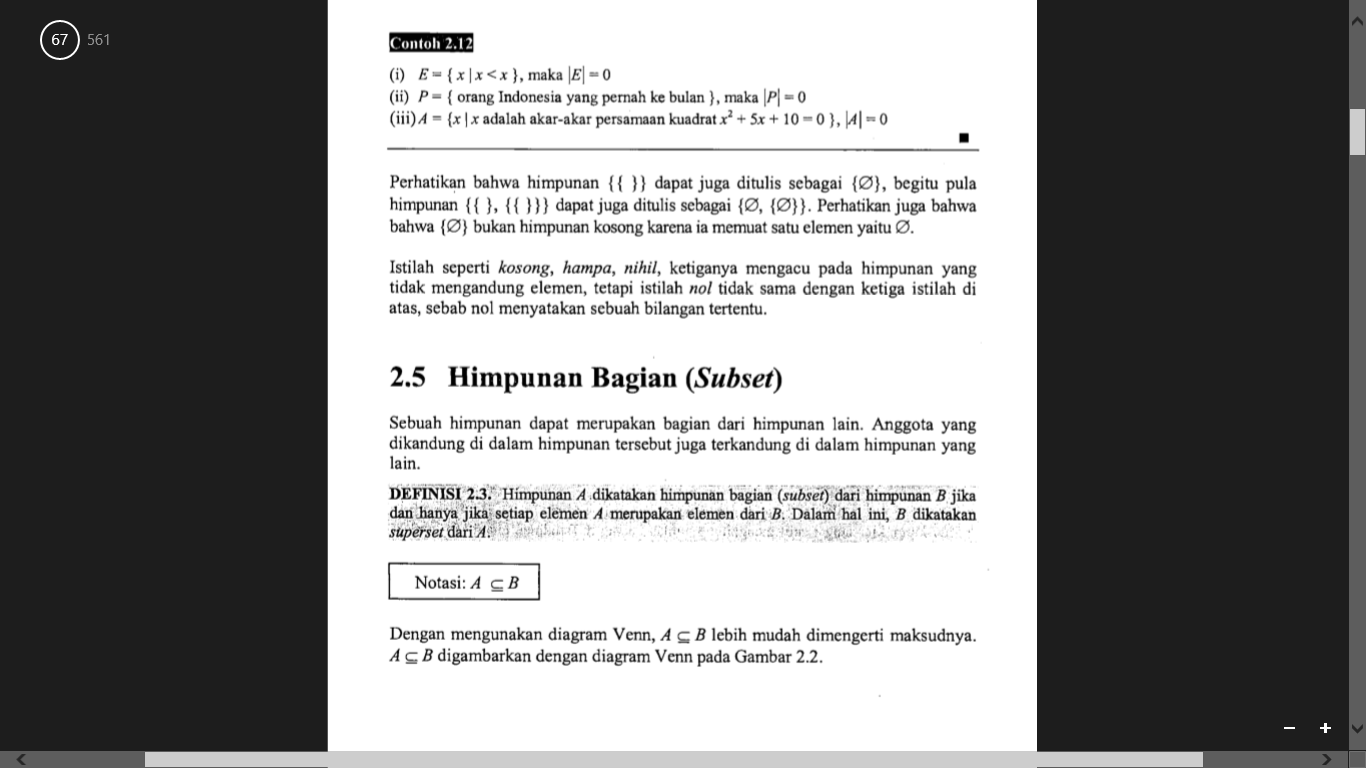 67 561
Contoh 2.12
(i) E = { x | x < x }, maka |E| = 0
(ii) P = { orang Indonesia yang pernah ke bulan }, maka |P| = 0
(iii) A = {x | x adalah akar-akar persamaan kuadrat x² + 5x + 10 = 0 }, |A| = 0
Perhatikan bahwa himpunan {{ }} dapat juga ditulis sebagai {∅}, begitu pula
himpunan {{ }, {{ }}} dapat juga ditulis sebagai {∅, {∅}}. Perhatikan juga bahwa
bahwa {∅} bukan himpunan kosong karena ia memuat satu elemen yaitu ∅.
Istilah seperti kosong, hampa, nihil, ketiganya mengacu pada himpunan yang
tidak mengandung elemen, tetapi istilah nol tidak sama dengan ketiga istilah di
atas, sebab nol menyatakan sebuah bilangan tertentu.
2.5 Himpunan Bagian (Subset)
Sebuah himpunan dapat merupakan bagian dari himpunan lain. Anggota yang
dikandung di dalam himpunan tersebut juga terkandung di dalam himpunan yang
lain.
DEFINISI 2.3. Himpunan A dikatakan himpunan bagian (subset) dari himpunan B jika
dan hanya jika setiap elemen A merupakan elemen dari B. Dalam hal ini, B dikatakan
superset dari A.
Notasi: A ⊆ B
Dengan mengunakan diagram Venn, A ⊆ B lebih mudah dimengerti maksudnya.
A ⊆ B digambarkan dengan diagram Venn pada Gambar 2.2.